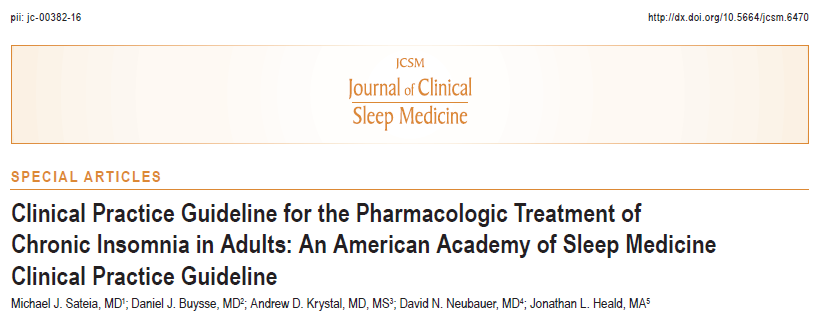 pii: jc-00382-16
http://dx.doi.org/10.5664/jcsm.6470
JCSM
Journal of Clinical
Sleep Medicine
SPECIAL ARTICLES
Clinical Practice Guideline for the Pharmacologic Treatment of
Chronic Insomnia in Adults: An American Academy of Sleep Medicine
Clinical Practice Guideline
Michael J. Sateia, MD¹; Daniel J. Buysse, MD²; Andrew D. Krystal, MD, MS³; David N. Neubauer, MD⁴; Jonathan L. Heald, MA⁵